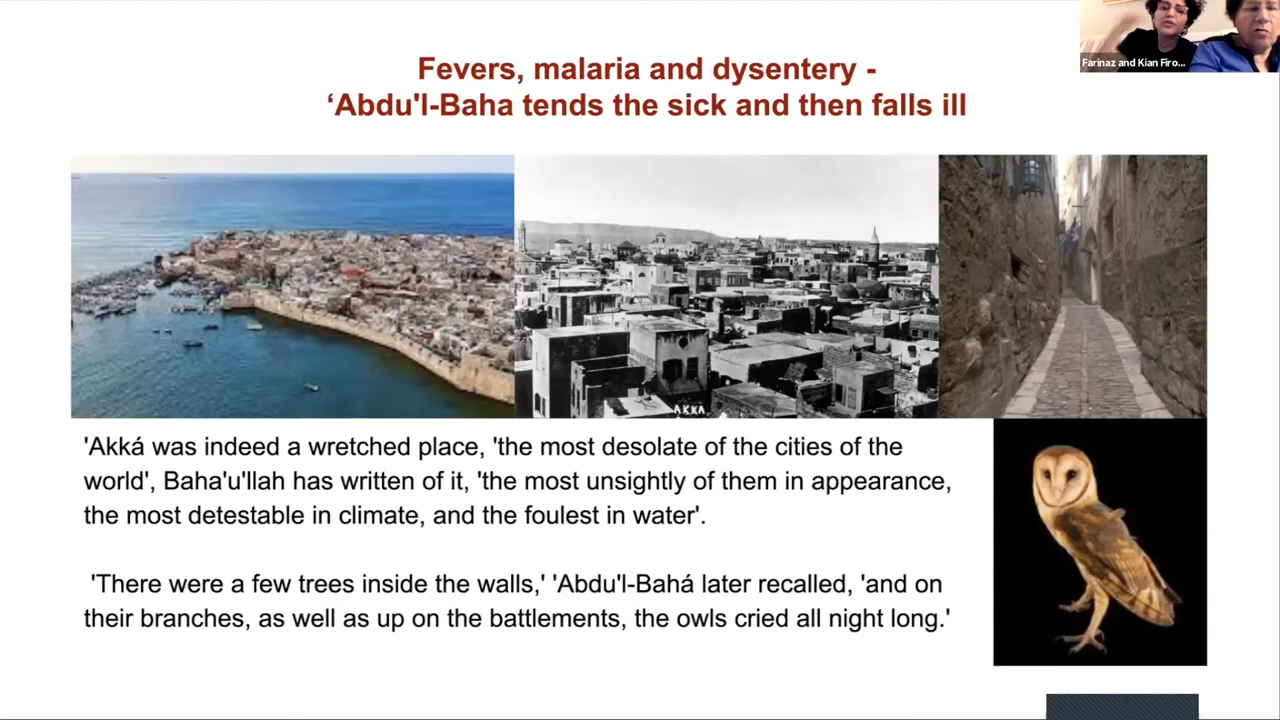 Farinaz and Kian Firo...
Fevers, malaria and dysentery -
‘Abdu'l-Baha tends the sick and then falls ill
AKKA
'Akká was indeed a wretched place, 'the most desolate of the cities of the
world', Baha'u'llah has written of it, 'the most unsightly of them in appearance,
the most detestable in climate, and the foulest in water'.
'There were a few trees inside the walls,' 'Abdu'l-Bahá later recalled, 'and on
their branches, as well as up on the battlements, the owls cried all night long.'